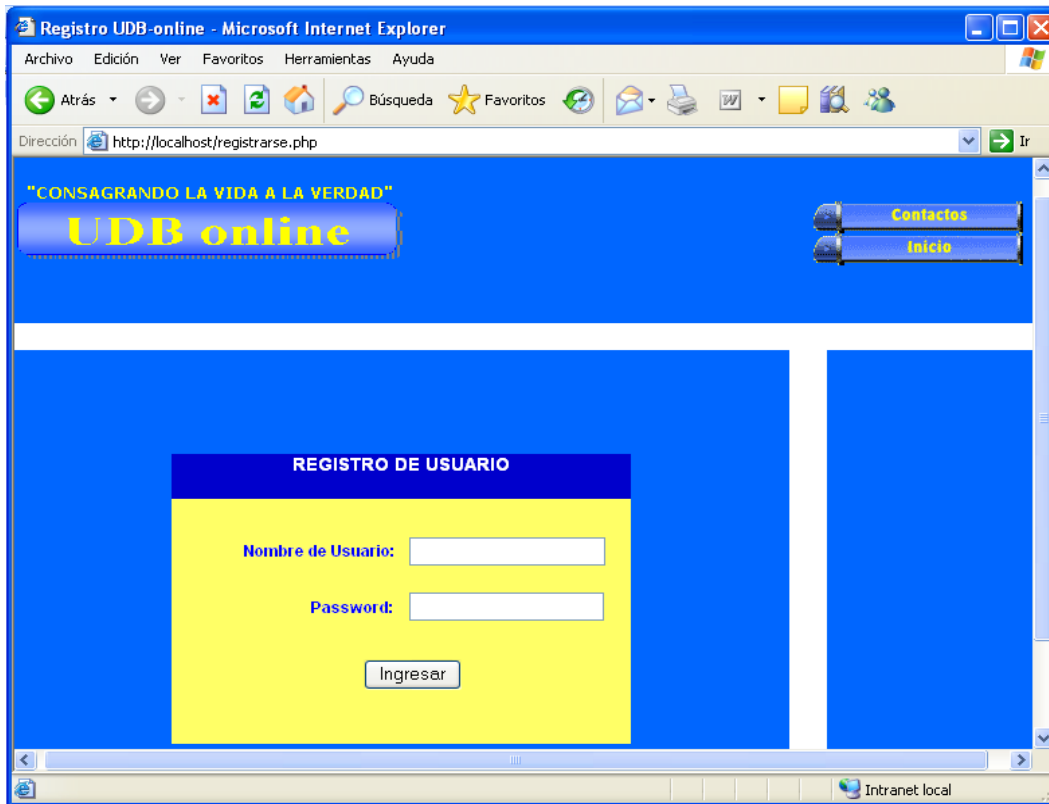 Registro UDB-online - Microsoft Internet Explorer
Archivo Edición Ver Favoritos Herramientas Ayuda
Atrás Búsqueda Favoritos
Dirección http://localhost/registrarse.php Ir
"CONSAGRANDO LA VIDA A LA VERDAD"
UDB online
Contactos
Inicio
REGISTRO DE USUARIO
Nombre de Usuario:
Password:
Ingresar
Intranet local